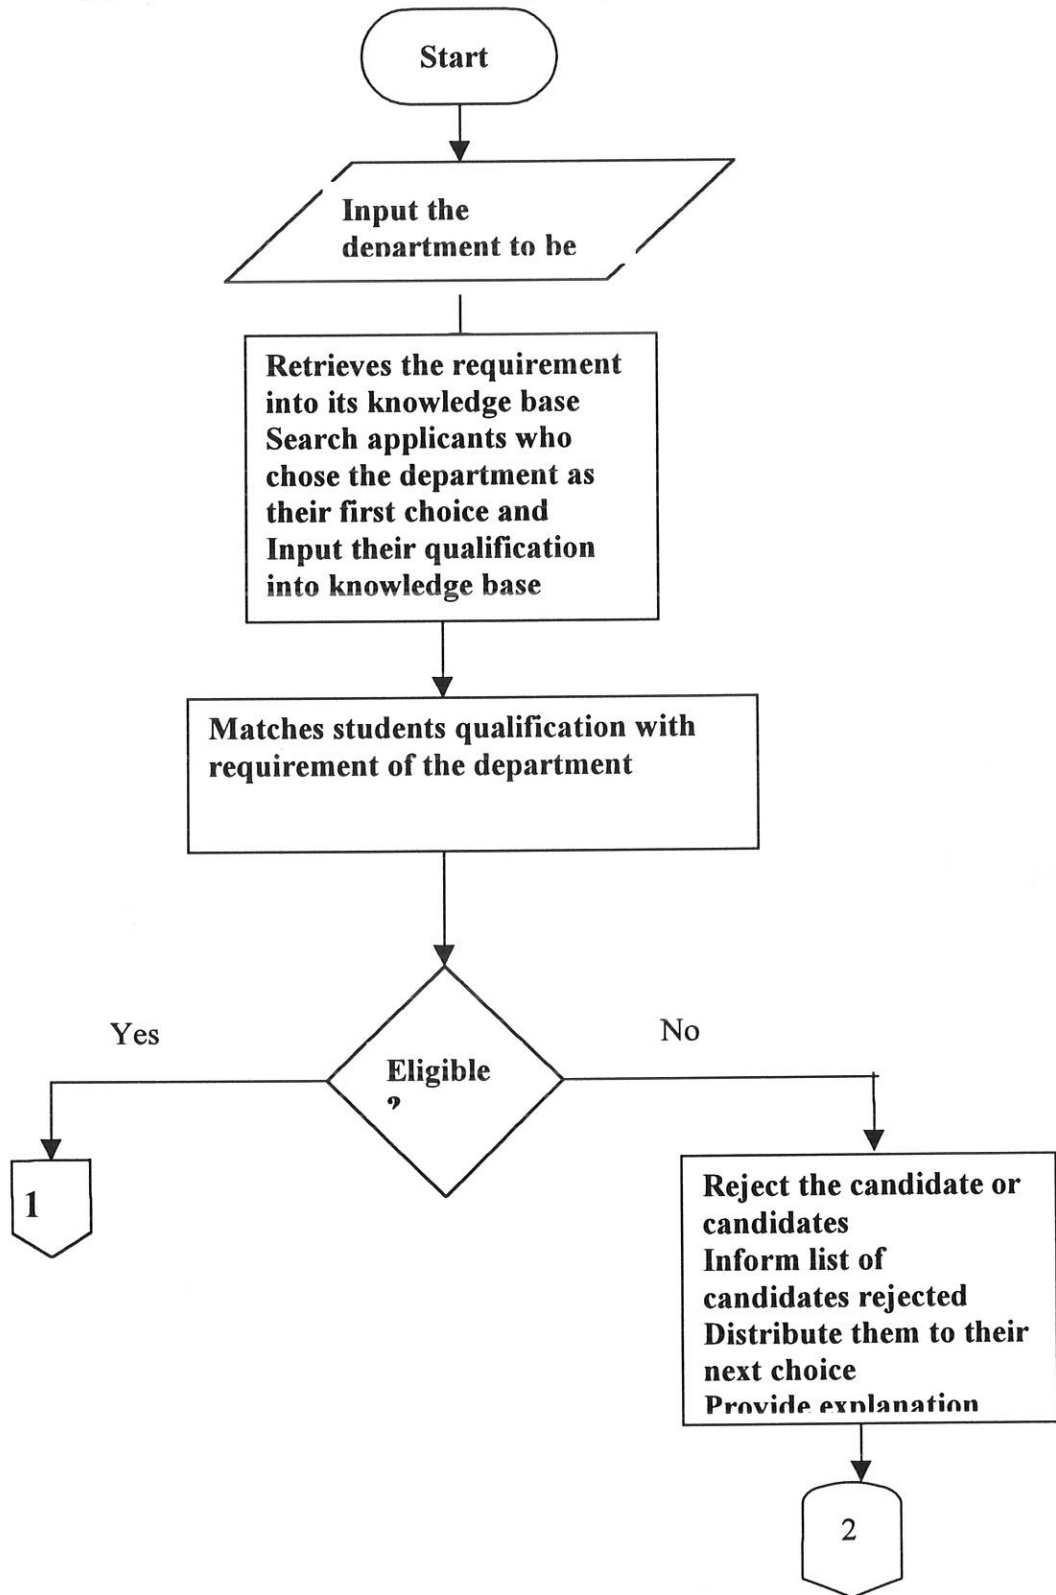 Start
Input the
department to be
Retrieves the requirement
into its knowledge base
Search applicants who
chose the department as
their first choice and
Input their qualification
into knowledge base
Matches students qualification with
requirement of the department
Yes
No
Eligible
?
1
Reject the candidate or
candidates
Inform list of
candidates rejected
Distribute them to their
next choice
Provide explanation
2